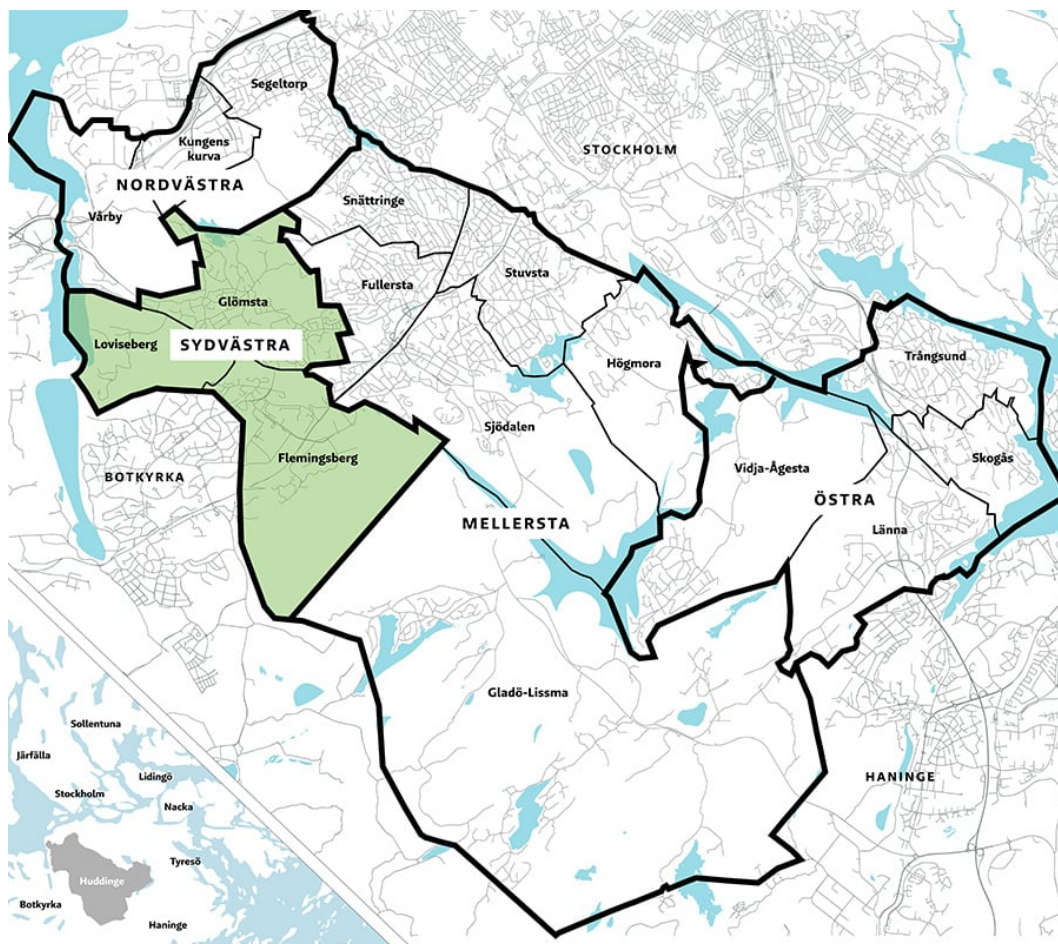 Segeltorp
Kungens
kurva
STOCKHOLM
NORDVÄSTRA
Snättringe
Vårby
Stuvsta
Fullersta
Glömsta
Loviseberg
SYDVÄSTRA
Högmora
Trångsund
Sjödalen
Flemingsberg
Vidja-Ågesta
Skogås
BOTKYRKA
ÖSTRA
MELLERSTA
Länna
Gladö-Lissma
HANINGE
Sollentuna
Järfälla
Lidingö
Stockholm
Nacka
Tyresö
Huddinge
Botkyrka
Haninge